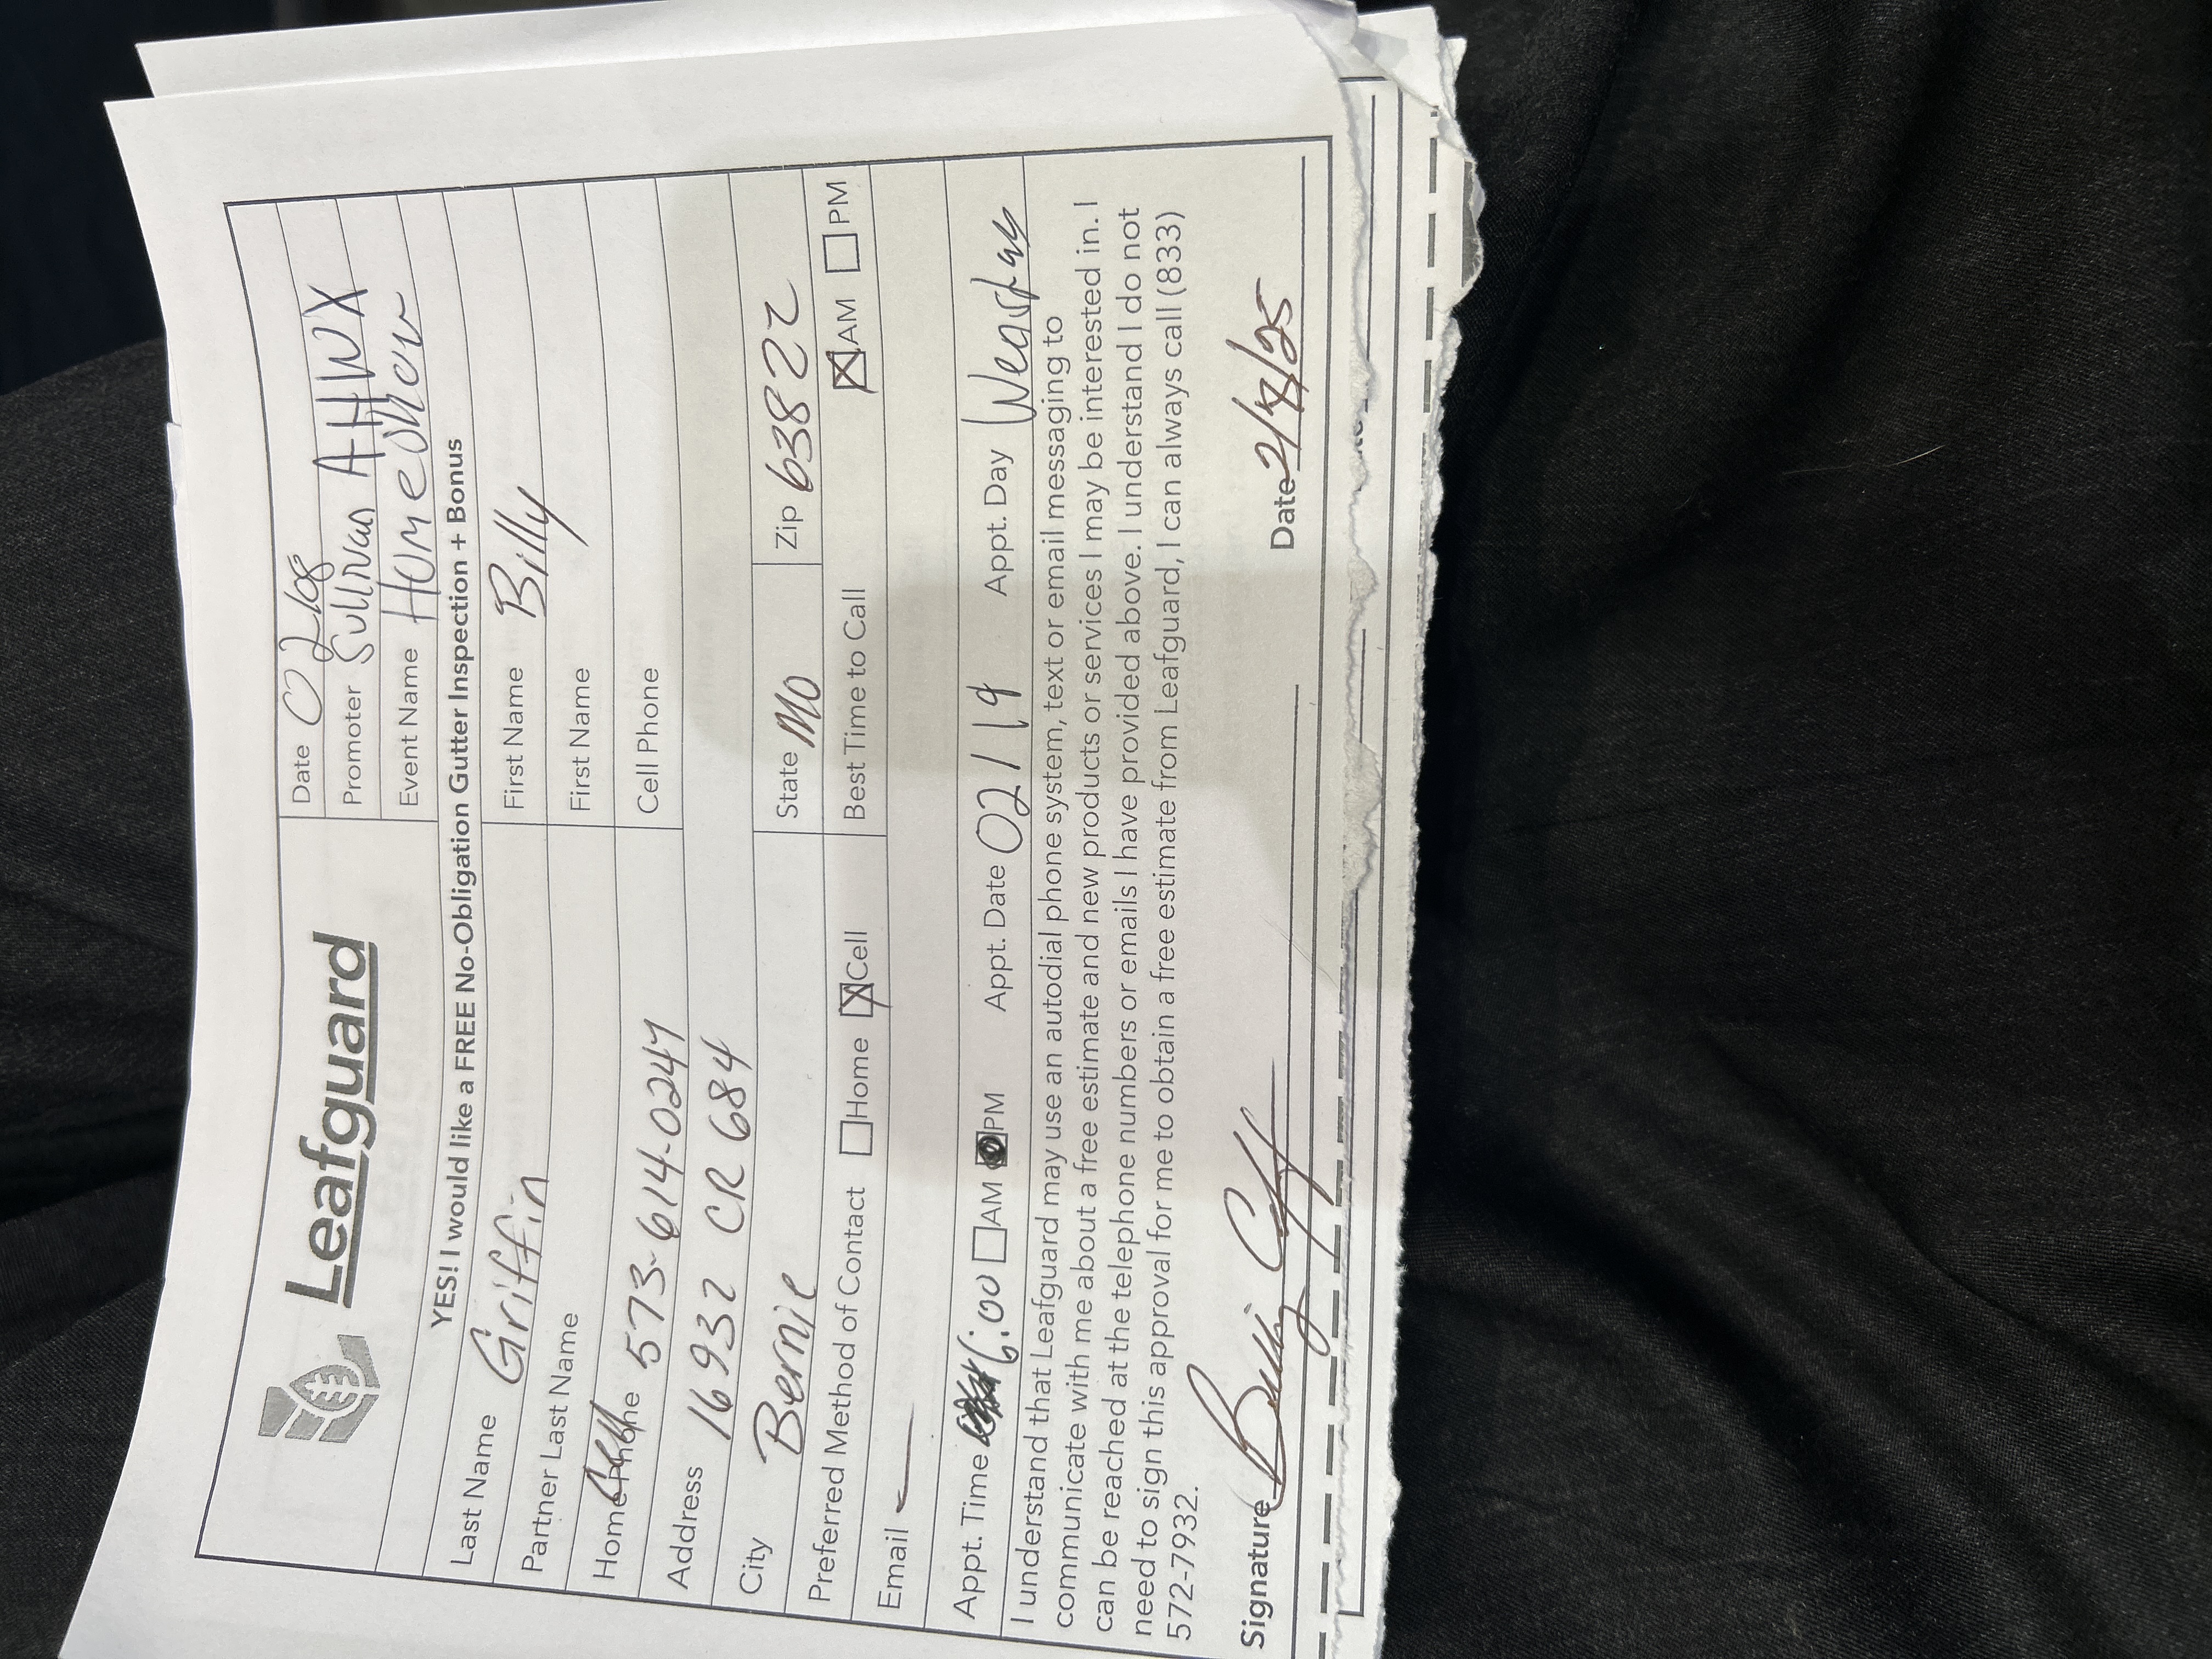 Leafguard
Date 0208
Promoter Sullivan AHWX
Event Name HomeShow
YES! I would like a FREE No-Obligation Gutter Inspection + Bonus
Last Name Griffin First Name Billy
Partner Last Name First Name
Home Phone Cell 573-614-0247 Cell Phone
Address 16932 CR 684
City Bernie State MO Zip 63822
Preferred Method of Contact Home Cell Best Time to Call AM PM
Email —
Appt. Time 6:00 AM PM Appt. Date 02/19 Appt. Day
I understand that Leafguard may use an autodial phone system, text or email messaging to
communicate with me about a free estimate and new products or services I may be interested in. I
can be reached at the telephone numbers or emails I have provided above. I understand I do not
need to sign this approval for me to obtain a free estimate from Leafguard, I can always call (833)
572-7932.
Signature Billy Griff Date 2/8/25